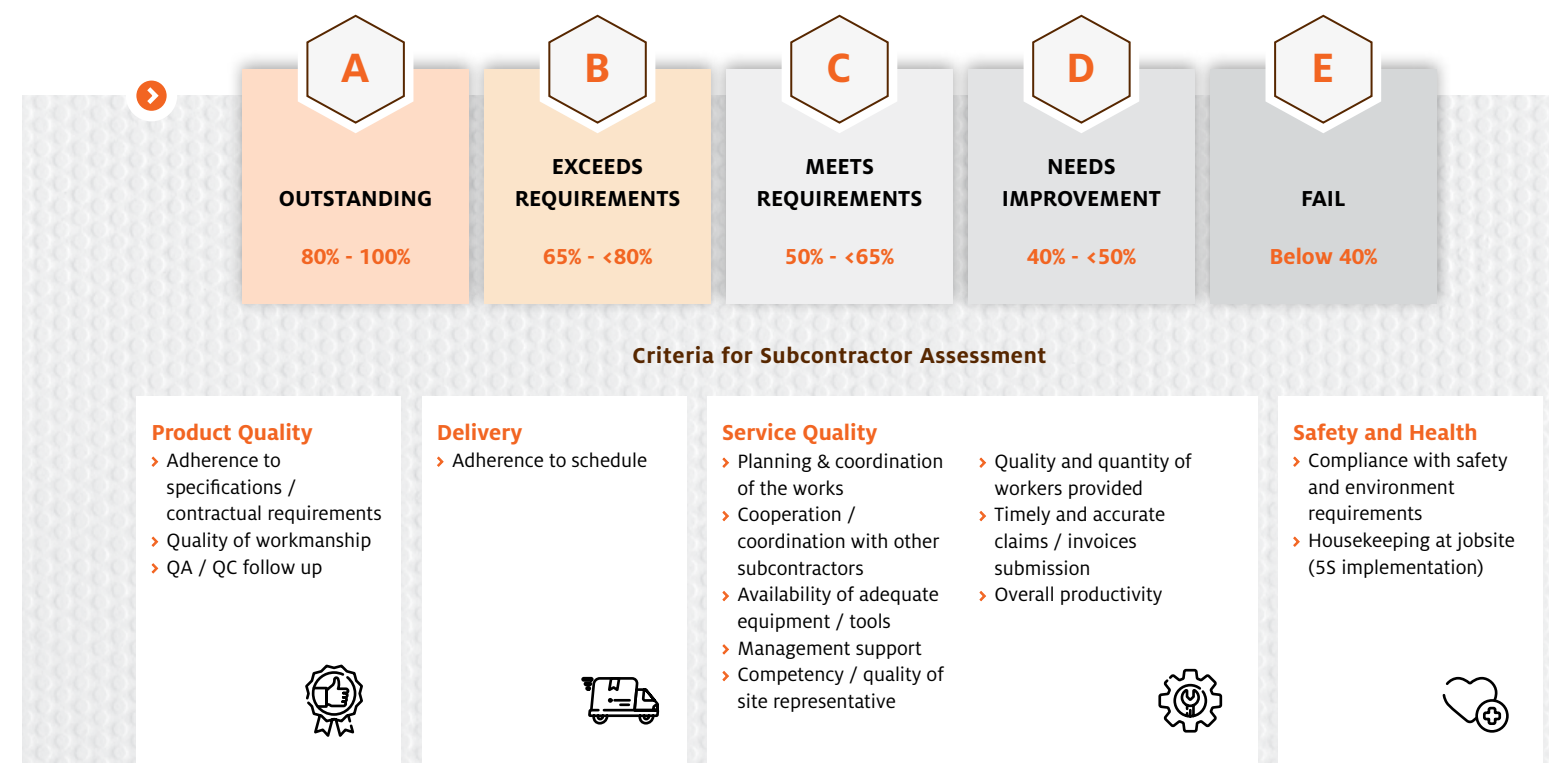 A
OUTSTANDING
80% - 100%
B
EXCEEDS
REQUIREMENTS
65% - <80%
C
MEETS
REQUIREMENTS
50% - <65%
D
NEEDS
IMPROVEMENT
40% - <50%
E
FAIL
Below 40%
Criteria for Subcontractor Assessment
Product Quality
Adherence to
specifications /
contractual requirements
Quality of workmanship
QA / QC follow up
Delivery
Adherence to schedule
Service Quality
Planning & coordination
of the works
Cooperation /
coordination with other
subcontractors
Availability of adequate
equipment / tools
Management support
Competency / quality of
site representative
Quality and quantity of
workers provided
Timely and accurate
claims / invoices
submission
Overall productivity
Safety and Health
Compliance with safety
and environment
requirements
Housekeeping at jobsite
(5S implementation)